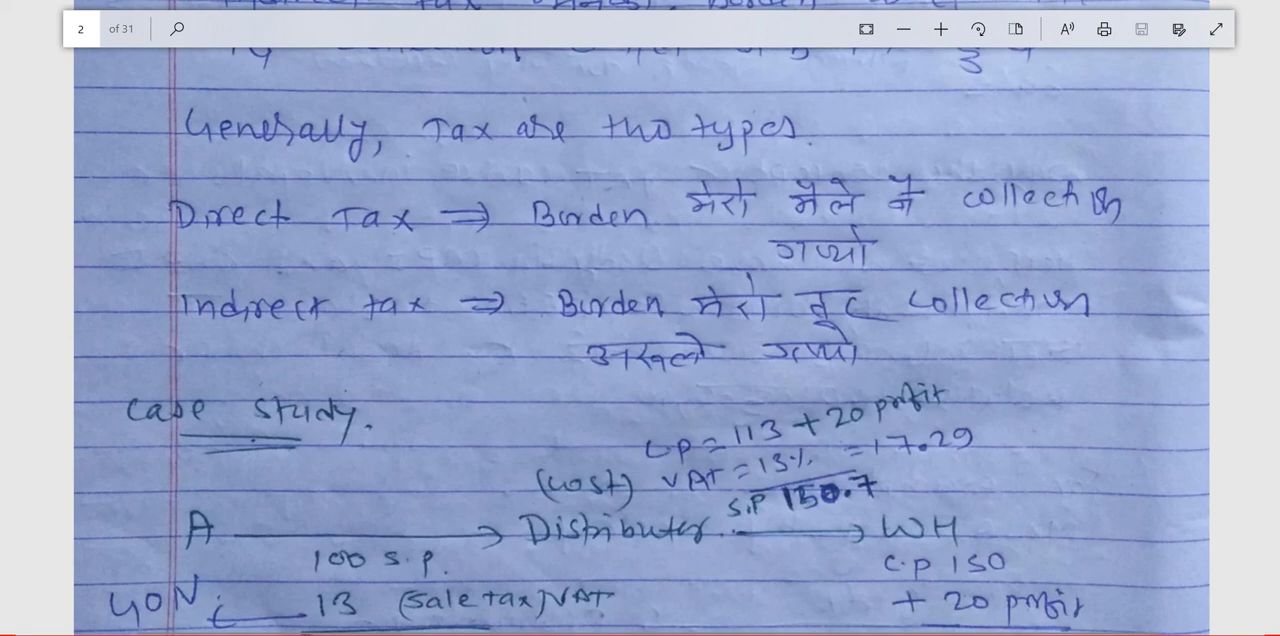 2 of 31
Generally, Tax are two types.
Direct Tax ⇒ Burden मेरो मैले नै collection
गर्‍यो
Indirect tax ⇒ Burden मेरो तर collection
अरूले गर्‍यो
Case study.
C.P = 113 + 20 profit
(cost) VAT = 13% = 17.29
S.P 150.7
A → Distributer → WH
100 S.P. C.P 150
GON ← 13 (Sale tax) VAT + 20 profit